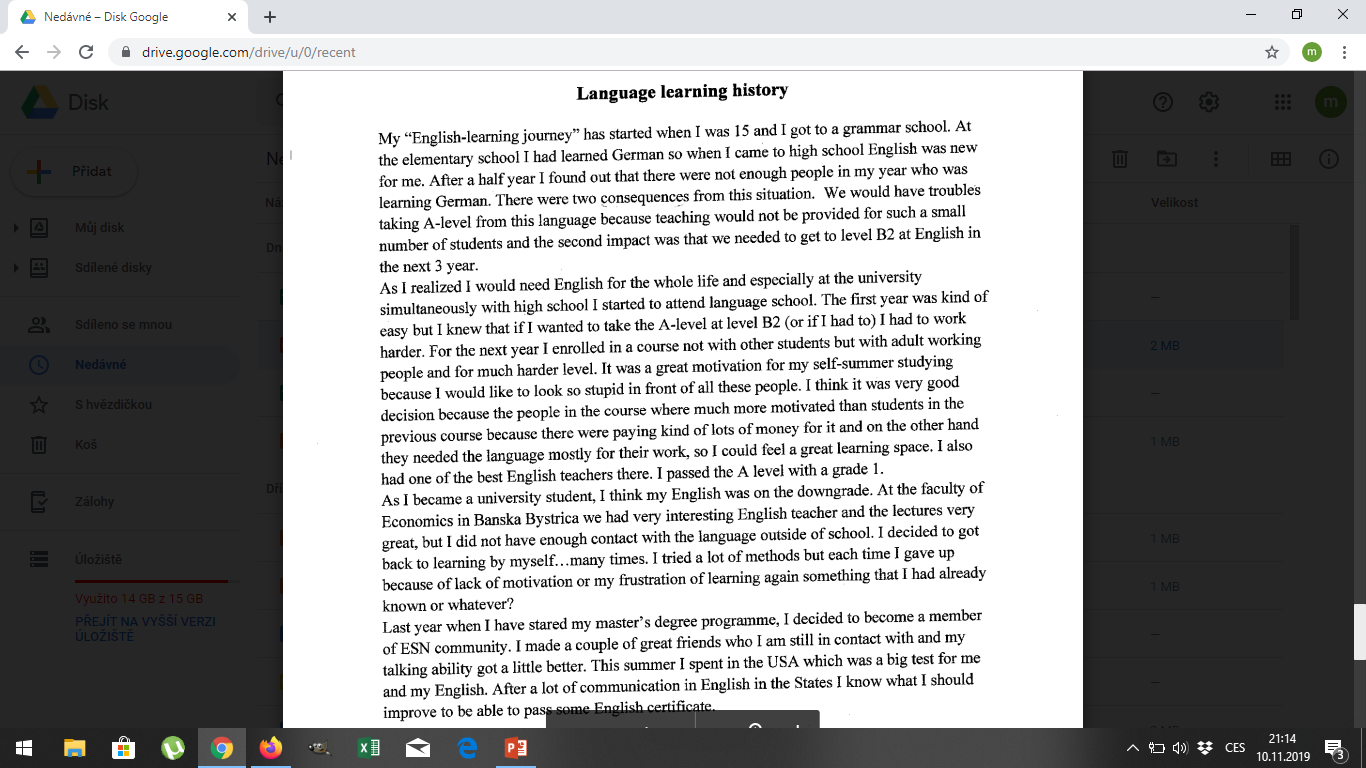 Nedávné – Disk Google
drive.google.com/drive/u/0/recent
m
Disk
m
Přidat
Můj disk
Sdílené disky
Sdíleno se mnou
Nedávné
S hvězdičkou
Koš
Zálohy
Úložiště
Využito 14 GB z 15 GB
PŘEJÍT NA VYŠŠÍ VERZI
ÚLOŽIŠTĚ
Velikost
—
2 MB
—
1 MB
—
1 MB
1 MB
—
—
Language learning history
My “English-learning journey” has started when I was 15 and I got to a grammar school. At
the elementary school I had learned German so when I came to high school English was new
for me. After a half year I found out that there were not enough people in my year who was
learning German. There were two consequences from this situation. We would have troubles
taking A-level from this language because teaching would not be provided for such a small
number of students and the second impact was that we needed to get to level B2 at English in
the next 3 year.
As I realized I would need English for the whole life and especially at the university
simultaneously with high school I started to attend language school. The first year was kind of
easy but I knew that if I wanted to take the A-level at level B2 (or if I had to) I had to work
harder. For the next year I enrolled in a course not with other students but with adult working
people and for much harder level. It was a great motivation for my self-summer studying
because I would like to look so stupid in front of all these people. I think it was very good
decision because the people in the course where much more motivated than students in the
previous course because there were paying kind of lots of money for it and on the other hand
they needed the language mostly for their work, so I could feel a great learning space. I also
had one of the best English teachers there. I passed the A level with a grade 1.
As I became a university student, I think my English was on the downgrade. At the faculty of
Economics in Banska Bystrica we had very interesting English teacher and the lectures very
great, but I did not have enough contact with the language outside of school. I decided to got
back to learning by myself…many times. I tried a lot of methods but each time I gave up
because of lack of motivation or my frustration of learning again something that I had already
known or whatever?
Last year when I have stared my master’s degree programme, I decided to become a member
of ESN community. I made a couple of great friends who I am still in contact with and my
talking ability got a little better. This summer I spent in the USA which was a big test for me
and my English. After a lot of communication in English in the States I know what I should
improve to be able to pass some English certificate.
CES
21:14
10.11.2019
3